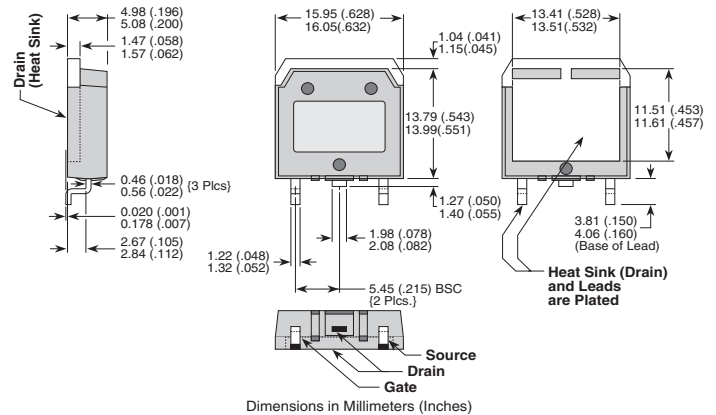 4.98 (.196)
5.08 (.200)
1.47 (.058)
1.57 (.062)
Drain
(Heat Sink)
0.46 (.018)
0.56 (.022)
{3 Plcs}
0.020 (.001)
0.178 (.007)
2.67 (.105)
2.84 (.112)
15.95 (.628)
16.05(.632)
1.04 (.041)
1.15(.045)
13.79 (.543)
13.99(.551)
1.27 (.050)
1.40 (.055)
1.98 (.078)
2.08 (.082)
1.22 (.048)
1.32 (.052)
5.45 (.215) BSC
{2 Plcs.}
13.41 (.528)
13.51(.532)
11.51 (.453)
11.61 (.457)
3.81 (.150)
4.06 (.160)
(Base of Lead)
Heat Sink (Drain)
and Leads
are Plated
Source
Drain
Gate
Dimensions in Millimeters (Inches)